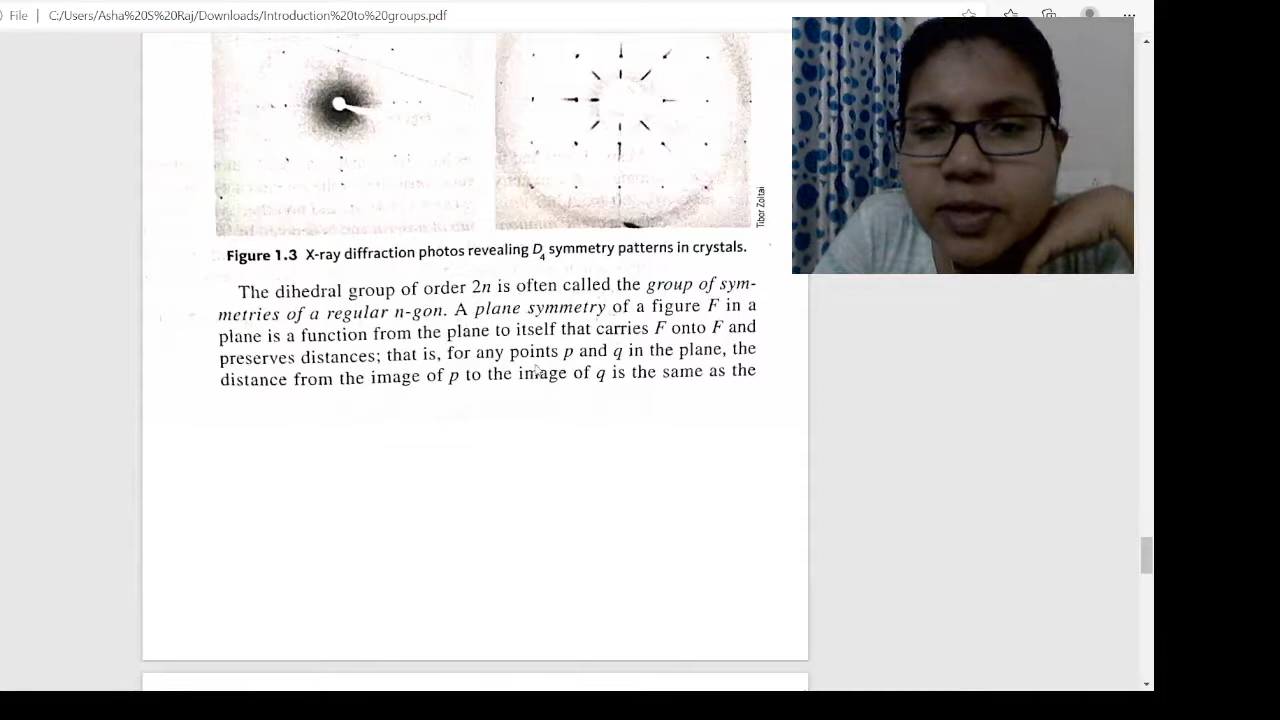 File
C:/Users/Asha%20S%20Raj/Downloads/Introduction%20to%20groups.pdf
Tibor Zoltai
Figure 1.3 X-ray diffraction photos revealing D4 symmetry patterns in crystals.
The dihedral group of order 2n is often called the group of sym-
metries of a regular n-gon. A plane symmetry of a figure F in a
plane is a function from the plane to itself that carries F onto F and
preserves distances; that is, for any points p and q in the plane, the
distance from the image of p to the image of q is the same as the